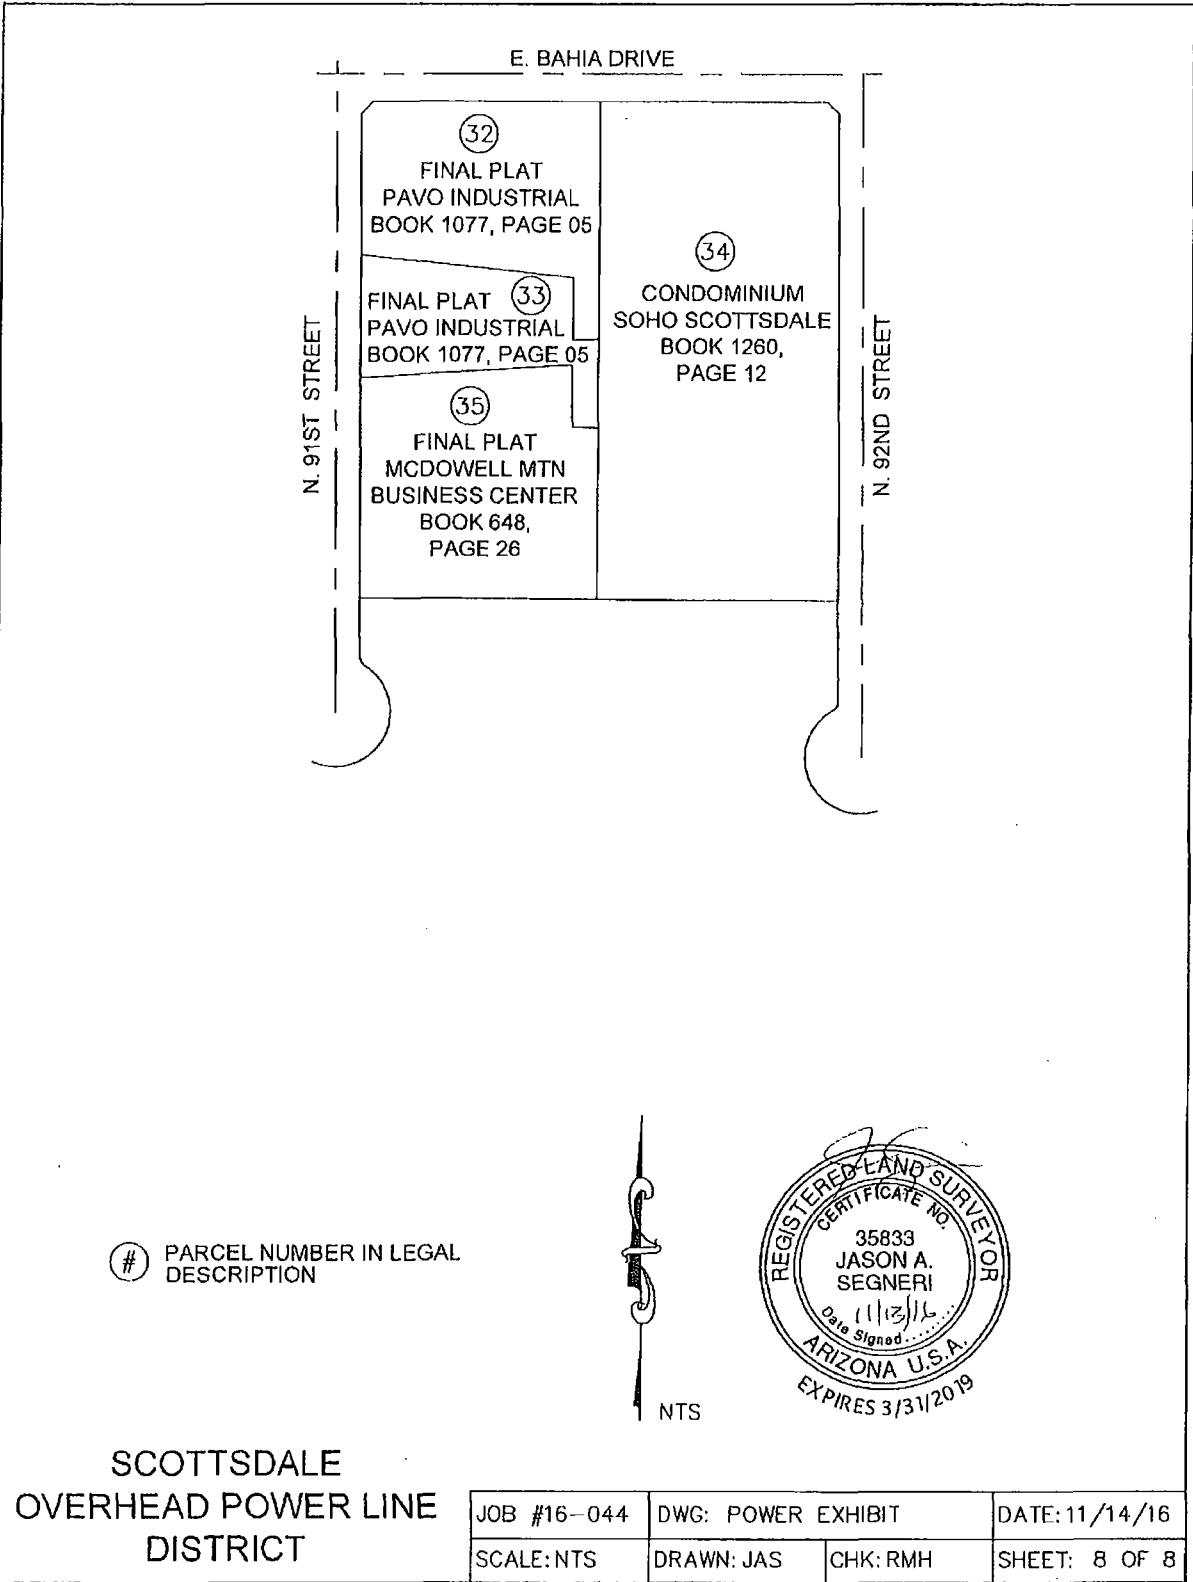 E. BAHIA DRIVE
32
FINAL PLAT
PAVO INDUSTRIAL
BOOK 1077, PAGE 05
33
FINAL PLAT
PAVO INDUSTRIAL
BOOK 1077, PAGE 05
34
CONDOMINIUM
SOHO SCOTTSDALE
BOOK 1260,
PAGE 12
35
FINAL PLAT
MCDOWELL MTN
BUSINESS CENTER
BOOK 648,
PAGE 26
N. 91ST STREET
N. 92ND STREET
# PARCEL NUMBER IN LEGAL
DESCRIPTION
NTS
REGISTERED LAND SURVEYOR
CERTIFICATE NO.
35833
JASON A.
SEGNERI
11/13/16
Date Signed........
ARIZONA U.S.A.
EXPIRES 3/31/2019
SCOTTSDALE
OVERHEAD POWER LINE
DISTRICT
JOB #16-044
DWG: POWER EXHIBIT
DATE: 11/14/16
SCALE: NTS
DRAWN: JAS
CHK: RMH
SHEET: 8 OF 8